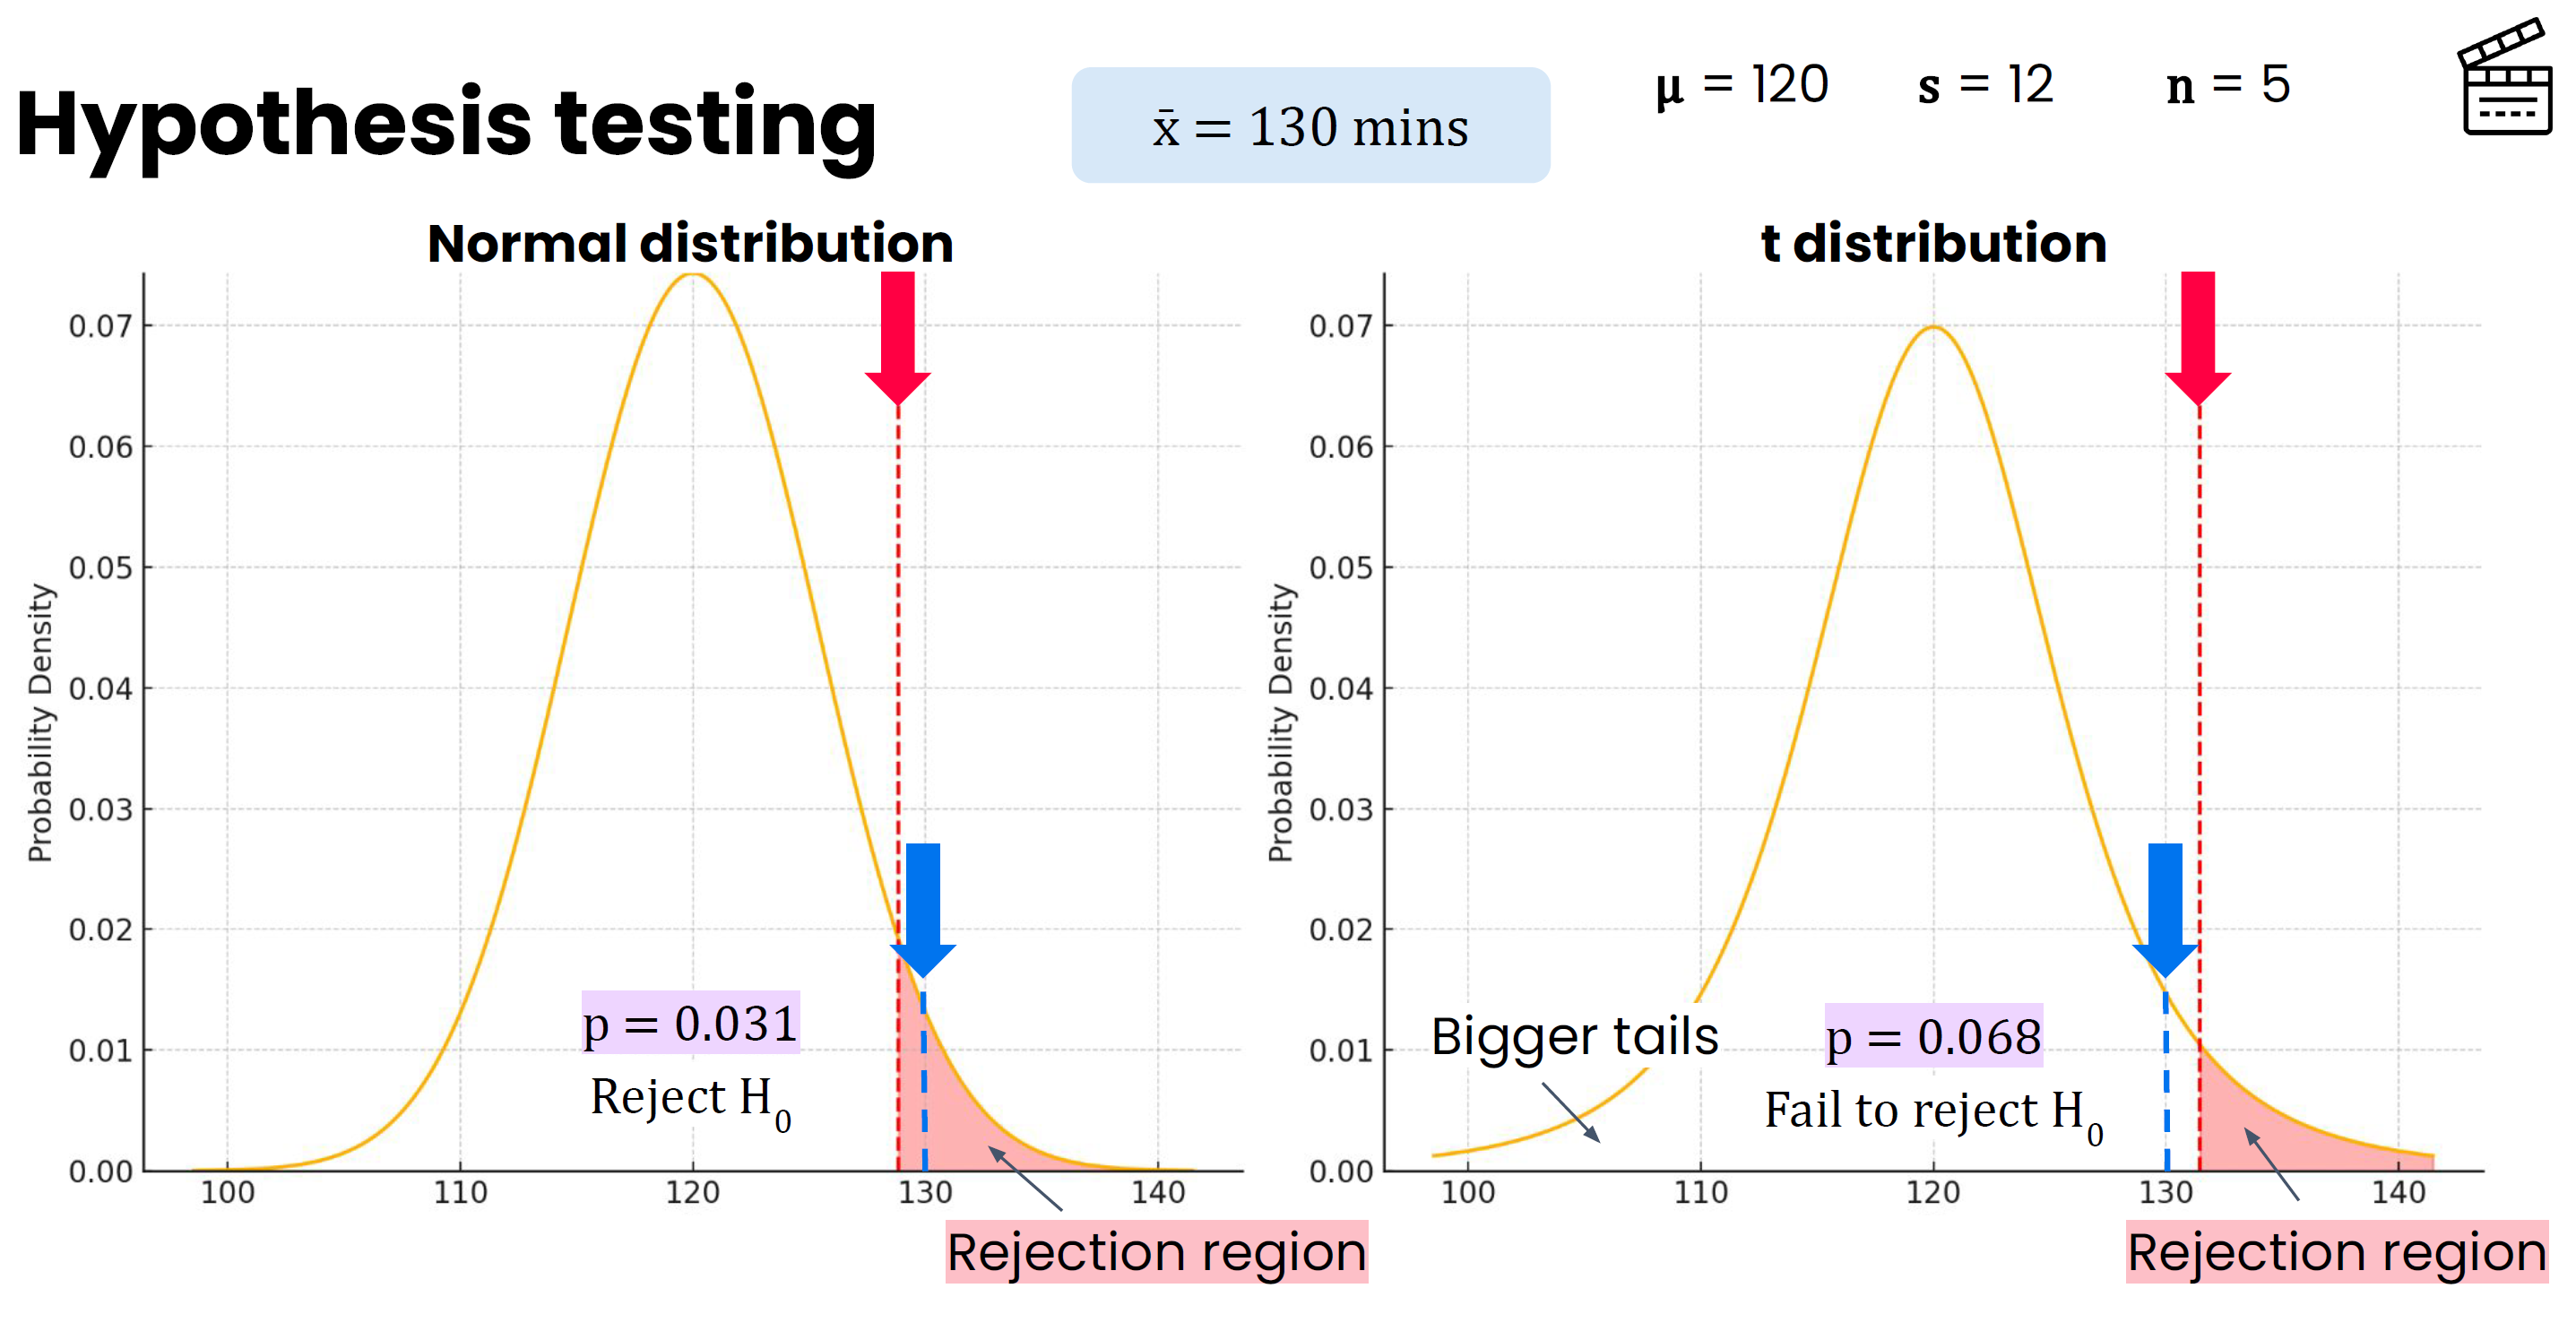 Hypothesis testing
x̄ = 130 mins
μ = 120
s = 12
n = 5
Normal distribution
Probability Density
0.07
0.06
0.05
0.04
0.03
0.02
0.01
0.00
100
110
120
130
140
p = 0.031
Reject H₀
Rejection region
t distribution
Probability Density
0.07
0.06
0.05
0.04
0.03
0.02
0.01
0.00
100
110
120
130
140
Bigger tails
p = 0.068
Fail to reject H₀
Rejection region